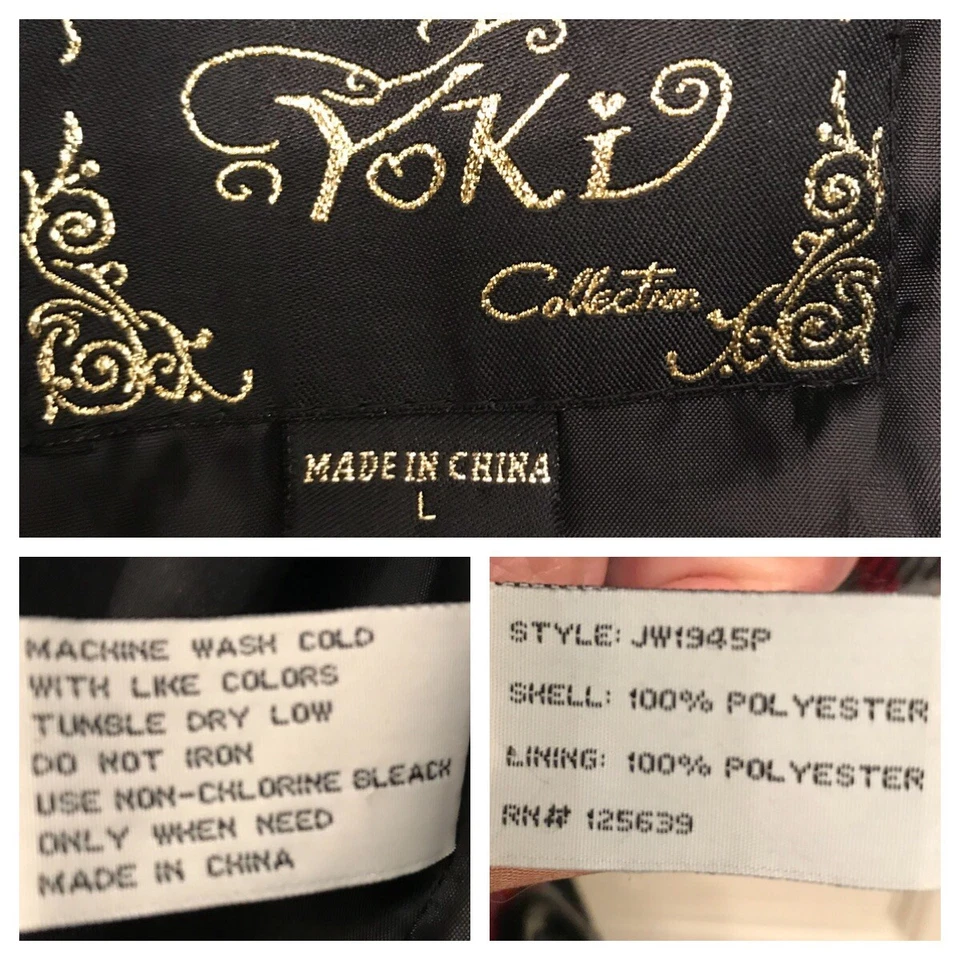 Yoki
Collection
MADE IN CHINA
L
MACHINE WASH COLD
WITH LIKE COLORS
TUMBLE DRY LOW
DO NOT IRON
USE NON-CHLORINE BLEACH
ONLY WHEN NEED
MADE IN CHINA
STYLE: JW1945P
SHELL: 100% POLYESTER
LINING: 100% POLYESTER
RN# 125639